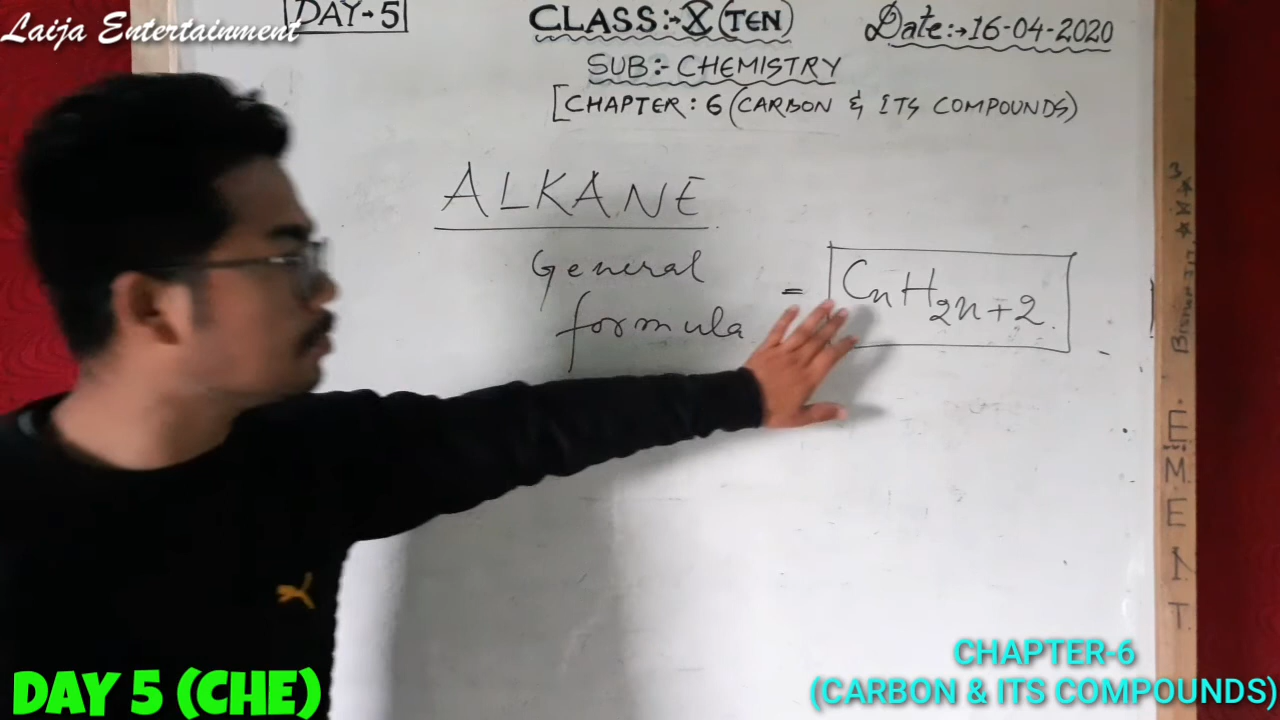 Laija Entertainment
DAY→5
CLASS:→X(TEN)
Date:→16-04-2020
SUB:- CHEMISTRY
[CHAPTER: 6 (CARBON & ITS COMPOUNDS)
ALKANE
General
formula = CnH2n+2.
EMENT
DAY 5 (CHE)
CHAPTER-6
(CARBON & ITS COMPOUNDS)